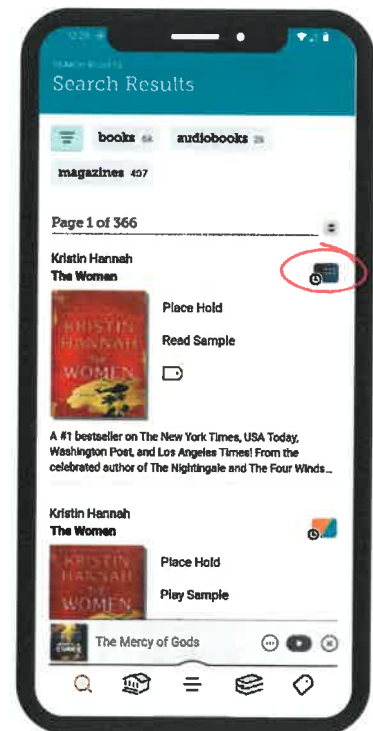 Search Results
books
audiobooks
magazines 497
Page 1 of 366
Kristin Hannah
The Women
Place Hold
Read Sample
KRISTIN
HANNAH
THE
WOMEN
A #1 bestseller on The New York Times, USA Today,
Washington Post, and Los Angeles Times! From the
celebrated author of The Nightingale and The Four Winds...
Kristin Hannah
The Women
Place Hold
Play Sample
KRISTIN
HANNAH
WOMEN
The Mercy of Gods